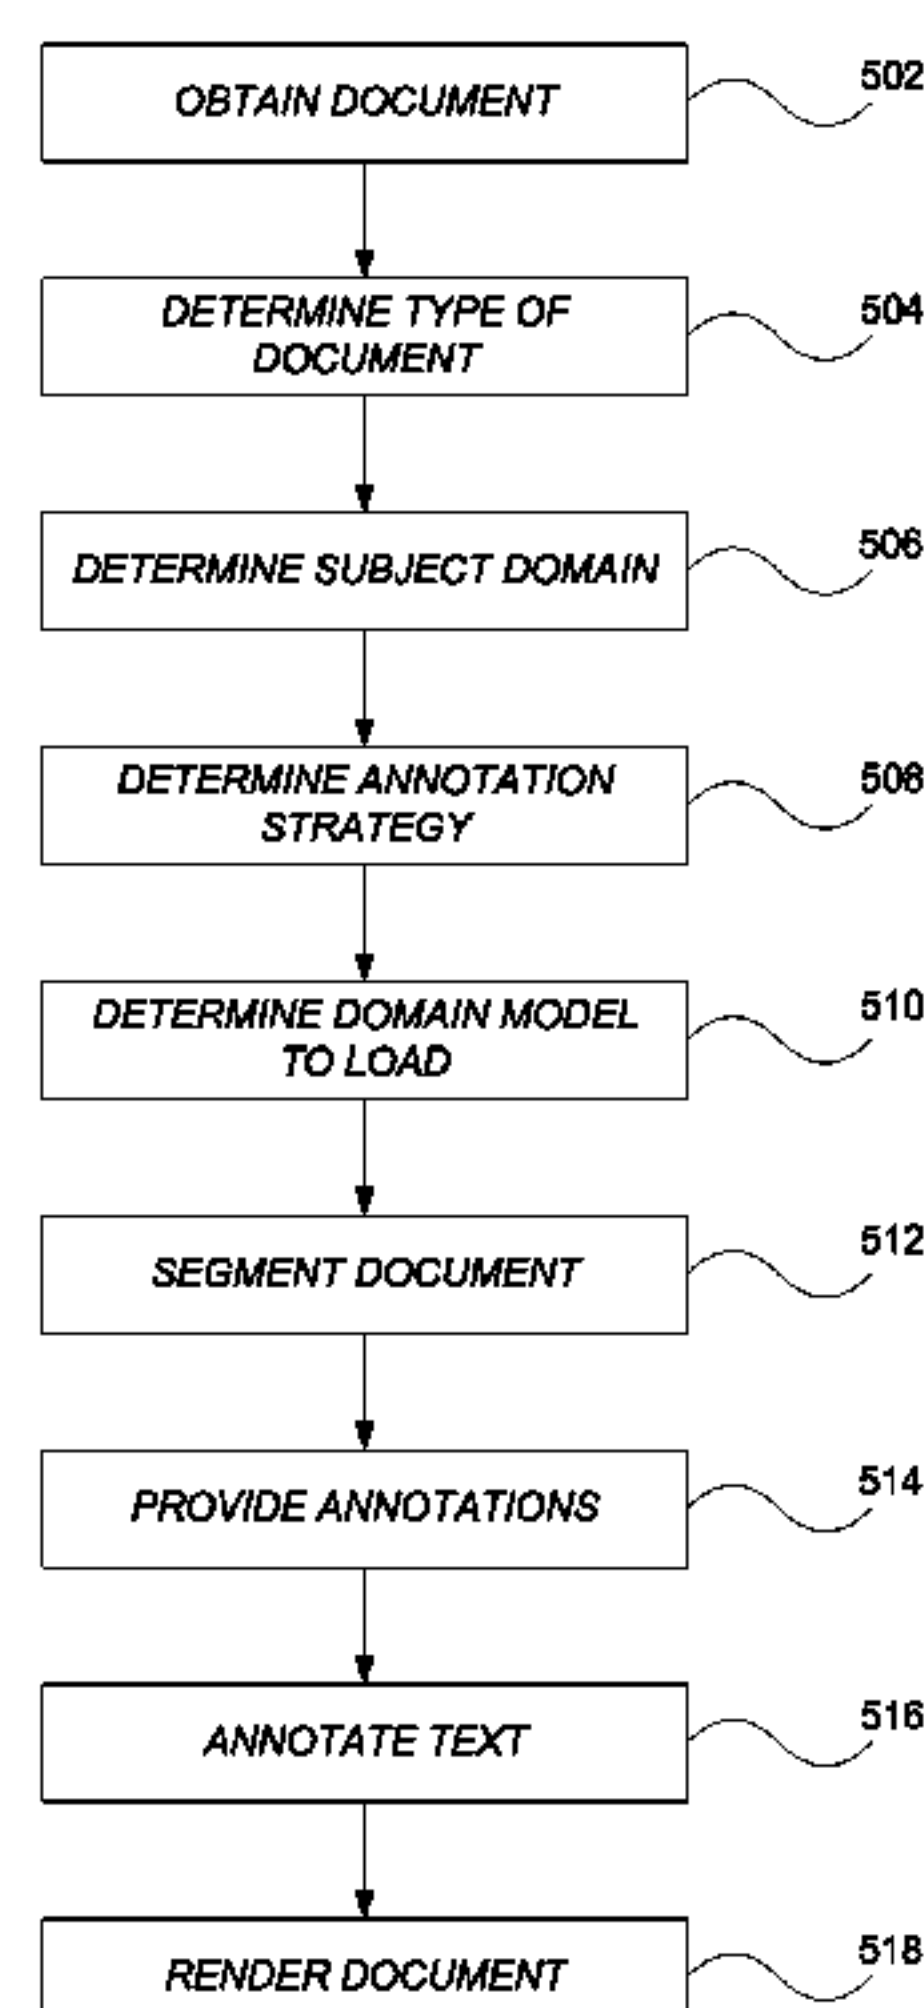 OBTAIN DOCUMENT
502
DETERMINE TYPE OF
DOCUMENT
504
DETERMINE SUBJECT DOMAIN
506
DETERMINE ANNOTATION
STRATEGY
506
DETERMINE DOMAIN MODEL
TO LOAD
510
SEGMENT DOCUMENT
512
PROVIDE ANNOTATIONS
514
ANNOTATE TEXT
516
RENDER DOCUMENT
518